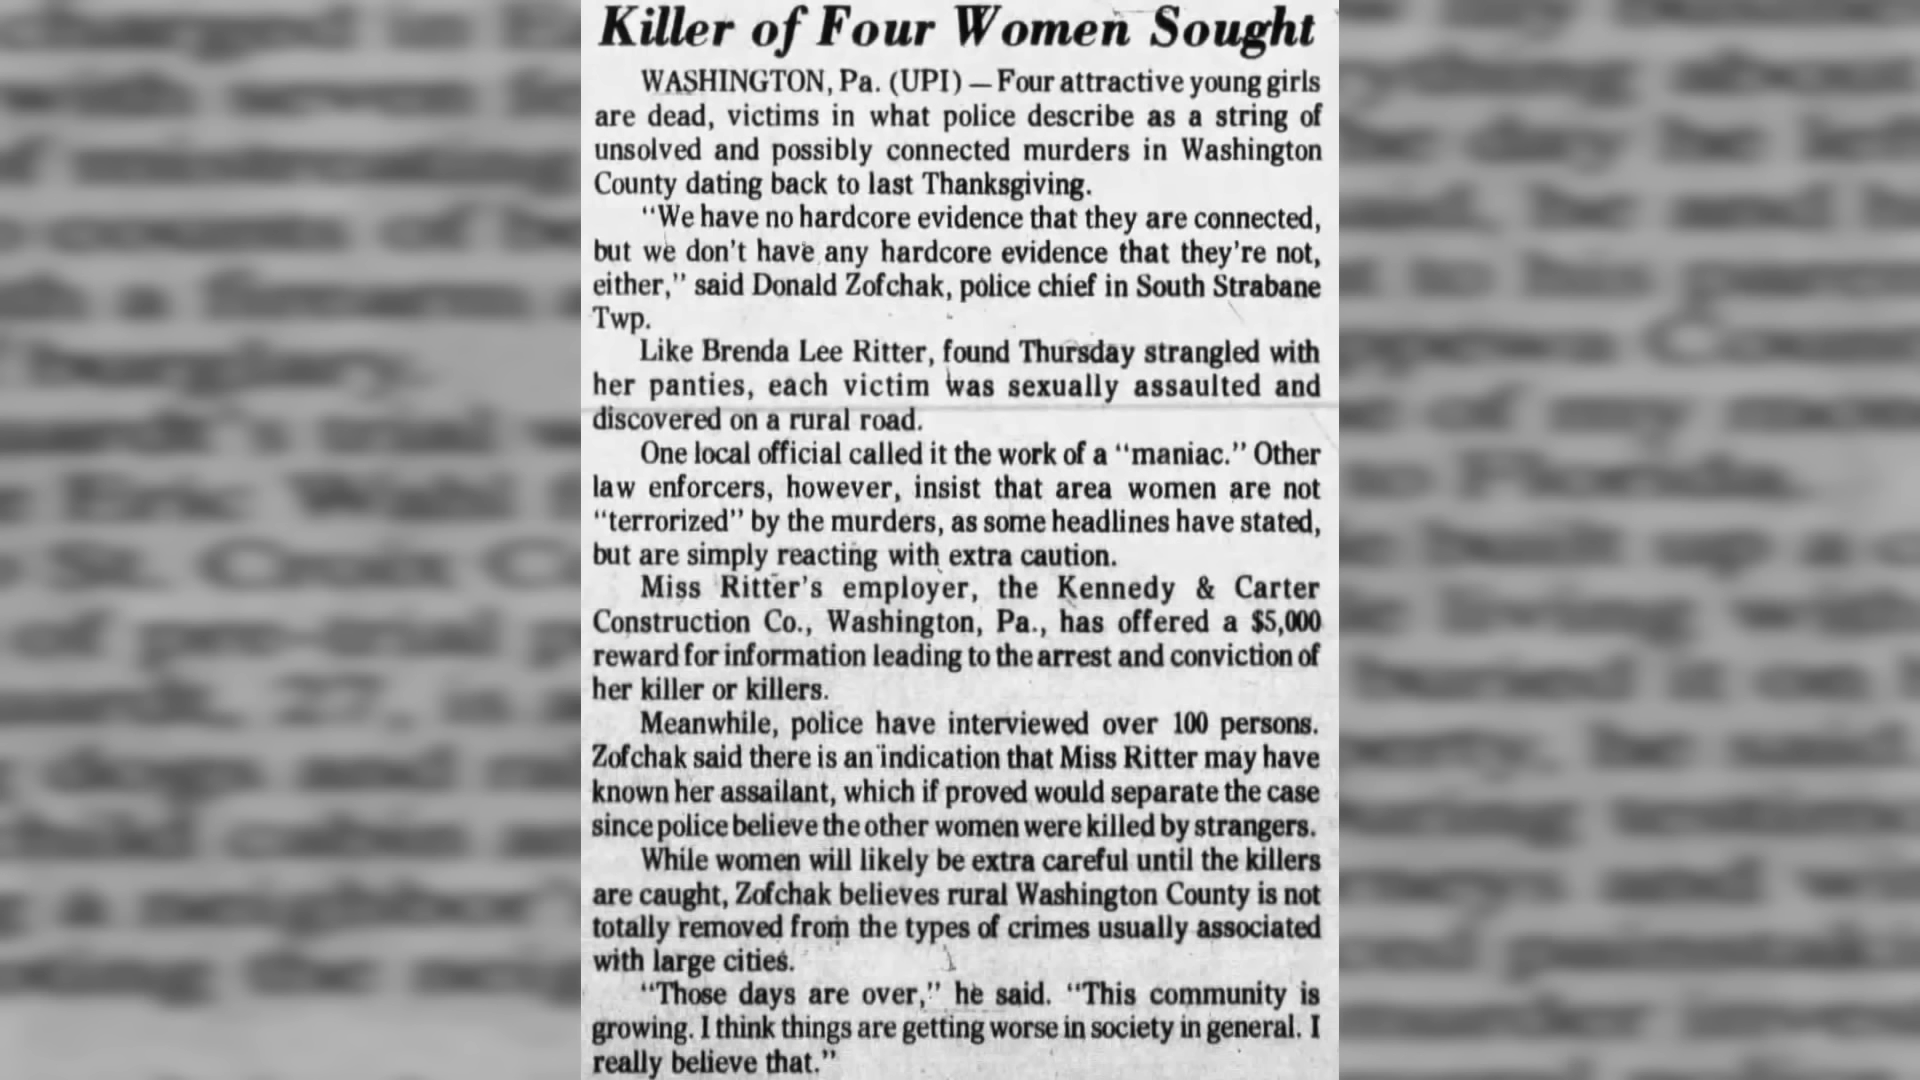 Killer of Four Women Sought
WASHINGTON, Pa. (UPI) — Four attractive young girls
are dead, victims in what police describe as a string of
unsolved and possibly connected murders in Washington
County dating back to last Thanksgiving.
"We have no hardcore evidence that they are connected,
but we don't have any hardcore evidence that they're not,
either," said Donald Zofchak, police chief in South Strabane
Twp.
Like Brenda Lee Ritter, found Thursday strangled with
her panties, each victim was sexually assaulted and
discovered on a rural road.
One local official called it the work of a "maniac." Other
law enforcers, however, insist that area women are not
"terrorized" by the murders, as some headlines have stated,
but are simply reacting with extra caution.
Miss Ritter's employer, the Kennedy & Carter
Construction Co., Washington, Pa., has offered a $5,000
reward for information leading to the arrest and conviction of
her killer or killers.
Meanwhile, police have interviewed over 100 persons.
Zofchak said there is an indication that Miss Ritter may have
known her assailant, which if proved would separate the case
since police believe the other women were killed by strangers.
While women will likely be extra careful until the killers
are caught, Zofchak believes rural Washington County is not
totally removed from the types of crimes usually associated
with large cities.
"Those days are over," he said. "This community is
growing. I think things are getting worse in society in general. I
really believe that."